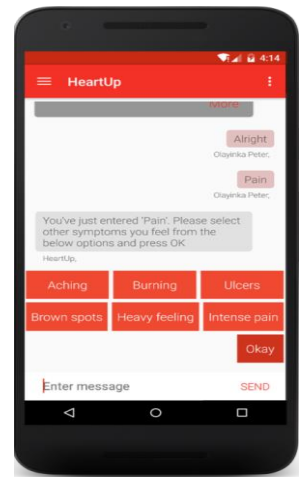 4:14
HeartUp
More
Alright
Olayinka Peter,
Pain
Olayinka Peter,
You've just entered 'Pain'. Please select
other symptoms you feel from the
below options and press OK
HeartUp,
Aching Burning Ulcers
Brown spots Heavy feeling Intense pain
Okay
Enter message SEND